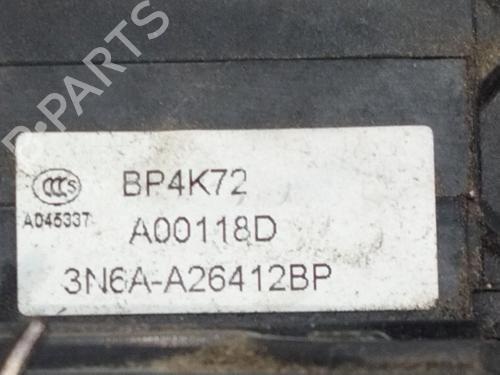 CCC S
BP4K72
A045337
A00118D
3N6A-A26412BP
B-PARTS